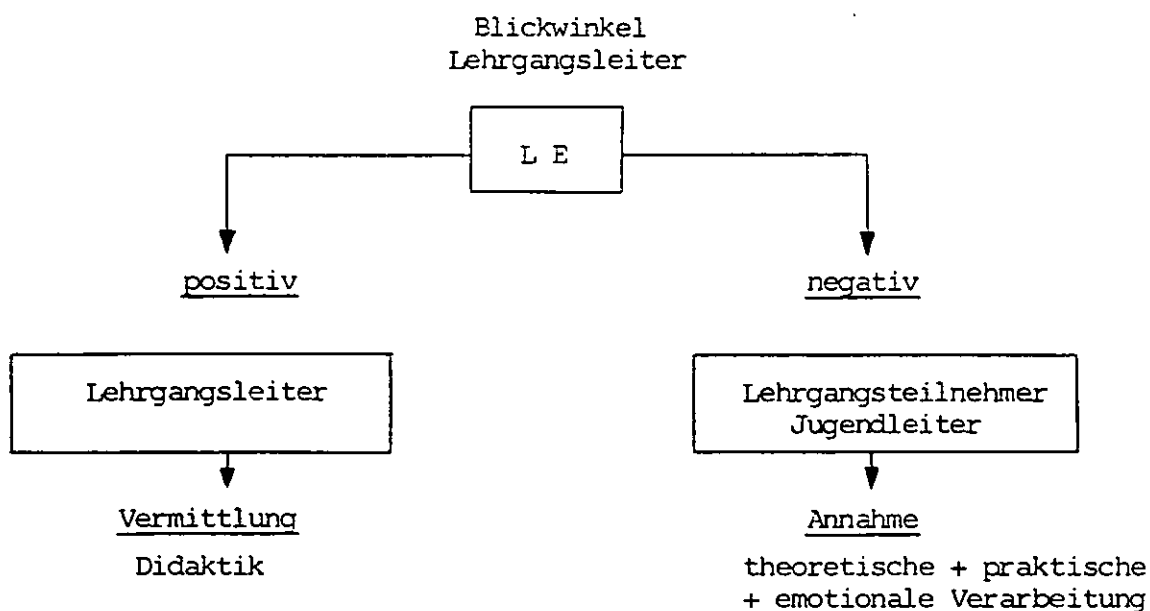 Blickwinkel
Lehrgangsleiter
L E
positiv
negativ
Lehrgangsleiter
Lehrgangsteilnehmer
Jugendleiter
Vermittlung
Annahme
Didaktik
theoretische + praktische
+ emotionale Verarbeitung